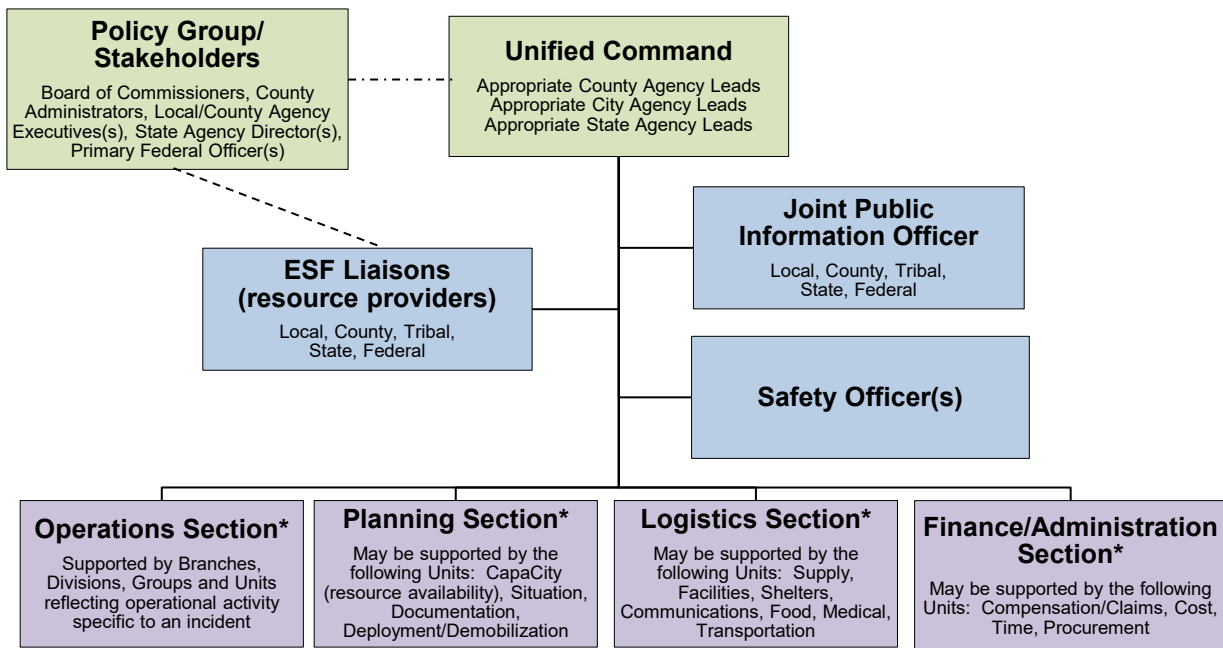 Policy Group/
Stakeholders
Board of Commissioners, County
Administrators, Local/County Agency
Executives(s), State Agency Director(s),
Primary Federal Officer(s)
Unified Command
Appropriate County Agency Leads
Appropriate City Agency Leads
Appropriate State Agency Leads
Joint Public
Information Officer
Local, County, Tribal,
State, Federal
ESF Liaisons
(resource providers)
Local, County, Tribal,
State, Federal
Safety Officer(s)
Operations Section*
Supported by Branches,
Divisions, Groups and Units
reflecting operational activity
specific to an incident
Planning Section*
May be supported by the
following Units: CapaCity
(resource availability), Situation,
Documentation,
Deployment/Demobilization
Logistics Section*
May be supported by the
following Units: Supply,
Facilities, Shelters,
Communications, Food, Medical,
Transportation
Finance/Administration
Section*
May be supported by the following
Units: Compensation/Claims, Cost,
Time, Procurement